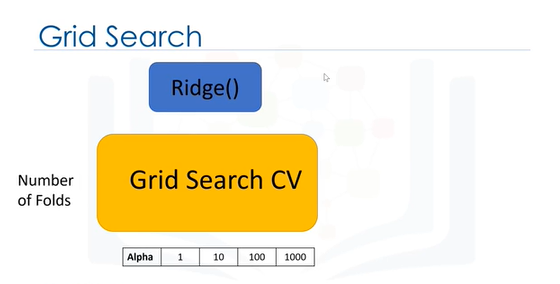 Grid Search
Ridge()
Grid Search CV
Number
of Folds
Alpha 1 10 100 1000